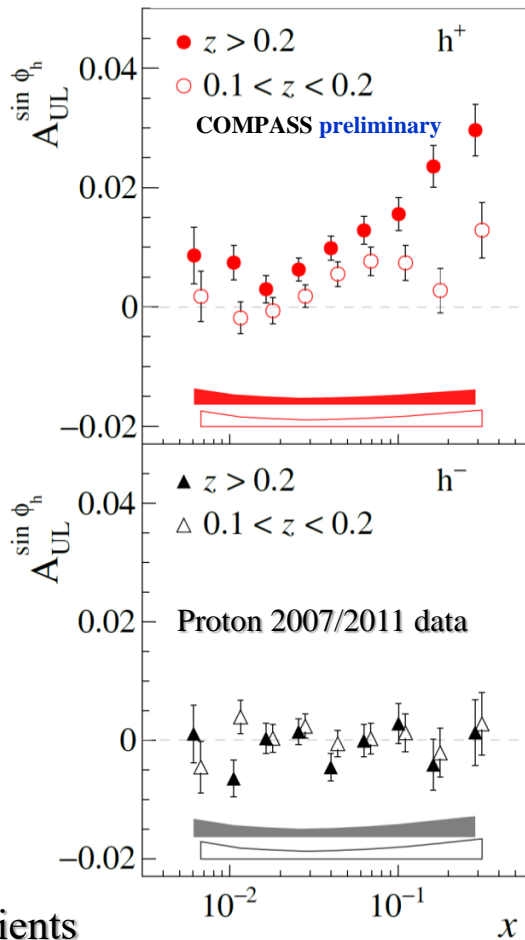 A_UL^{sin ϕ_h}
● z > 0.2 h⁺
○ 0.1 < z < 0.2
COMPASS preliminary
0.04
0.02
0
−0.02
A_UL^{sin ϕ_h}
▲ z > 0.2 h⁻
△ 0.1 < z < 0.2
0.04
0.02
Proton 2007/2011 data
0
−0.02
10⁻² 10⁻¹ x
ients